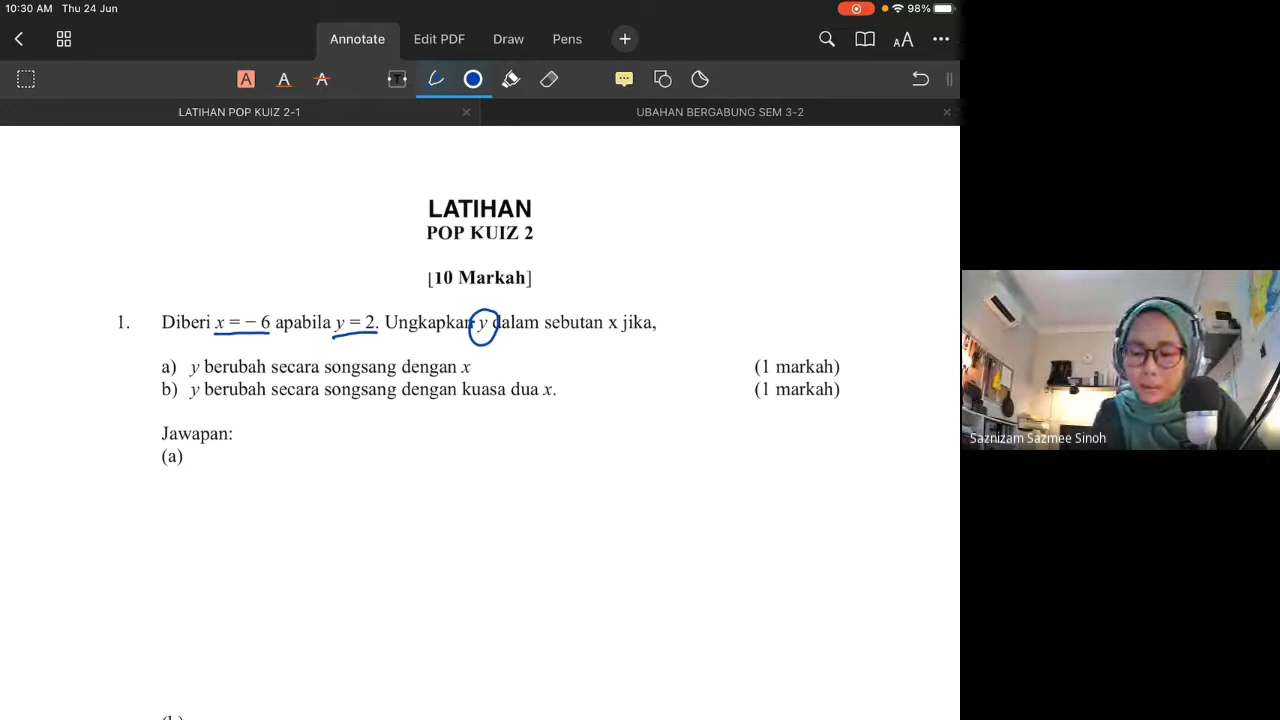 10:30 AM Thu 24 Jun
98%
Annotate Edit PDF Draw Pens
AA
A A A T
LATIHAN POP KUIZ 2-1
UBAHAN BERGABUNG SEM 3-2
LATIHAN
POP KUIZ 2
[10 Markah]
1. Diberi x = − 6 apabila y = 2. Ungkapkan y dalam sebutan x jika,
a) y berubah secara songsang dengan x (1 markah)
b) y berubah secara songsang dengan kuasa dua x. (1 markah)
Jawapan:
(a)
Saznizam Sazmee Sinoh